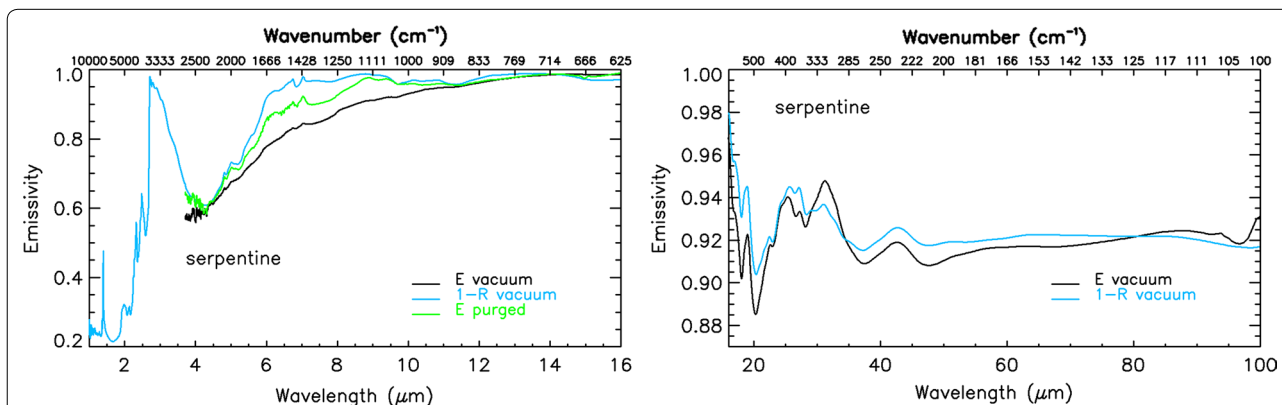 Wavenumber (cm⁻¹)
10000 5000 3333 2500 2000 1666 1428 1250 1111 1000 909 833 769 714 666 625
1.0
0.8
0.6
0.4
0.2
Emissivity
serpentine
E vacuum
1-R vacuum
E purged
2 4 6 8 10 12 14 16
Wavelength (μm)
Wavenumber (cm⁻¹)
500 400 333 285 250 222 200 181 166 153 142 133 125 117 111 105 100
1.00
0.98
0.96
0.94
0.92
0.90
0.88
Emissivity
serpentine
E vacuum
1-R vacuum
20 40 60 80 100
Wavelength (μm)